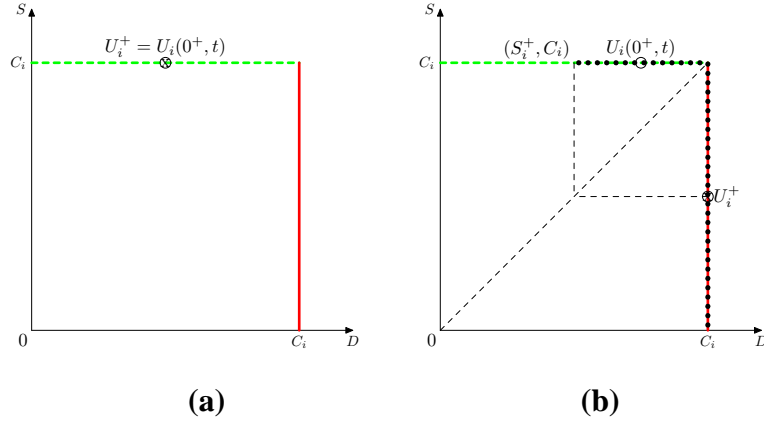 S
U_i^+ = U_i(0^+, t)
C_i
0
C_i
D
(a)
S
(S_i^+, C_i)
U_i(0^+, t)
C_i
U_i^+
0
C_i
D
(b)